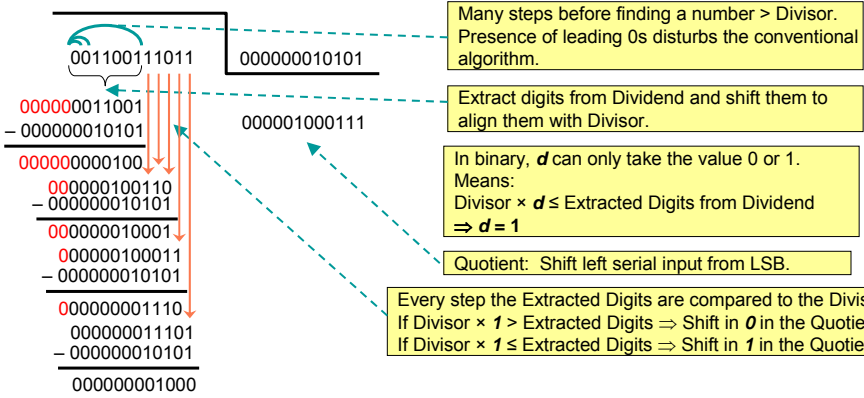 Many steps before finding a number > Divisor.
Presence of leading 0s disturbs the conventional
algorithm.
001100111011
000000010101
Extract digits from Dividend and shift them to
align them with Divisor.
000000011001
– 000000010101
000001000111
000000000100
000000100110
– 000000010101
In binary, d can only take the value 0 or 1.
Means:
Divisor × d ≤ Extracted Digits from Dividend
⇒ d = 1
000000010001
000000100011
– 000000010101
Quotient: Shift left serial input from LSB.
000000001110
000000011101
– 000000010101
000000001000
Every step the Extracted Digits are compared to the Divis
If Divisor × 1 > Extracted Digits ⇒ Shift in 0 in the Quotie
If Divisor × 1 ≤ Extracted Digits ⇒ Shift in 1 in the Quotie